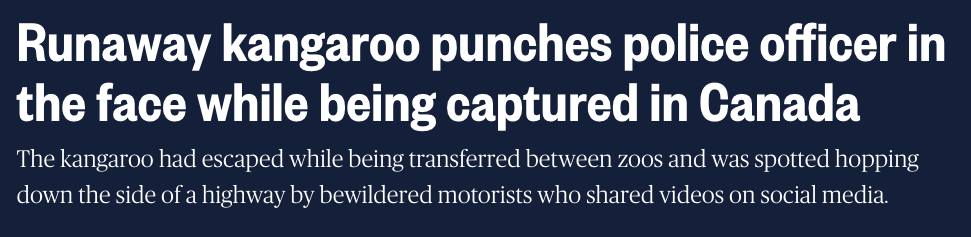 Runaway kangaroo punches police officer in
the face while being captured in Canada
The kangaroo had escaped while being transferred between zoos and was spotted hopping
down the side of a highway by bewildered motorists who shared videos on social media.